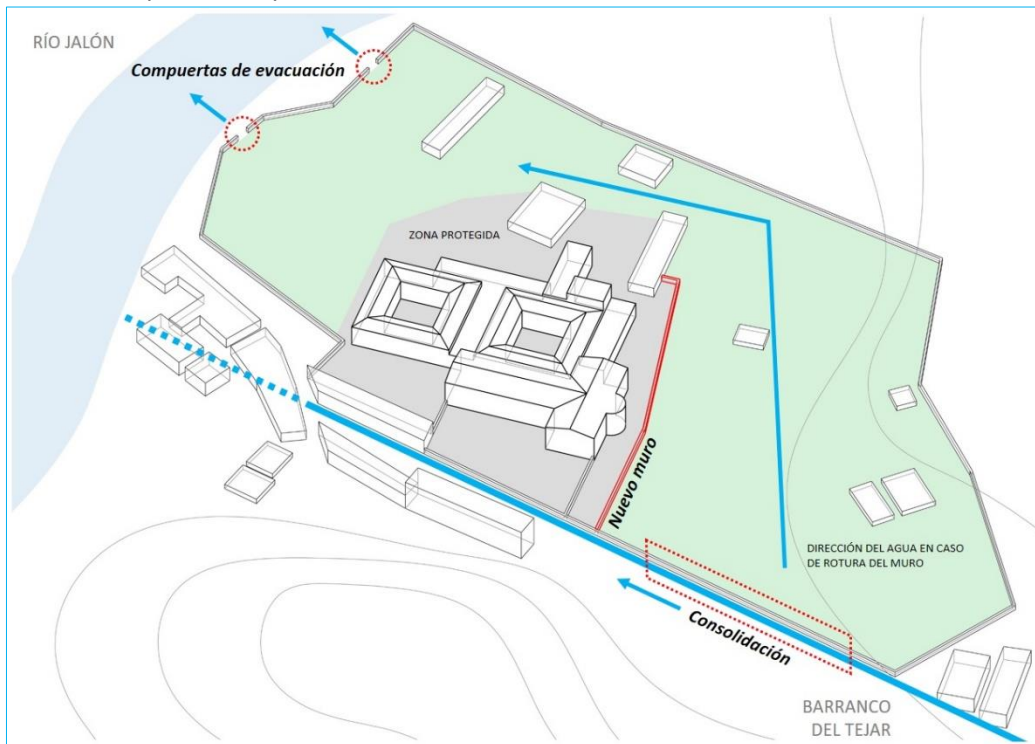 RÍO JALÓN
Compuertas de evacuación
ZONA PROTEGIDA
Nuevo muro
DIRECCIÓN DEL AGUA EN CASO
DE ROTURA DEL MURO
Consolidación
BARRANCO
DEL TEJAR